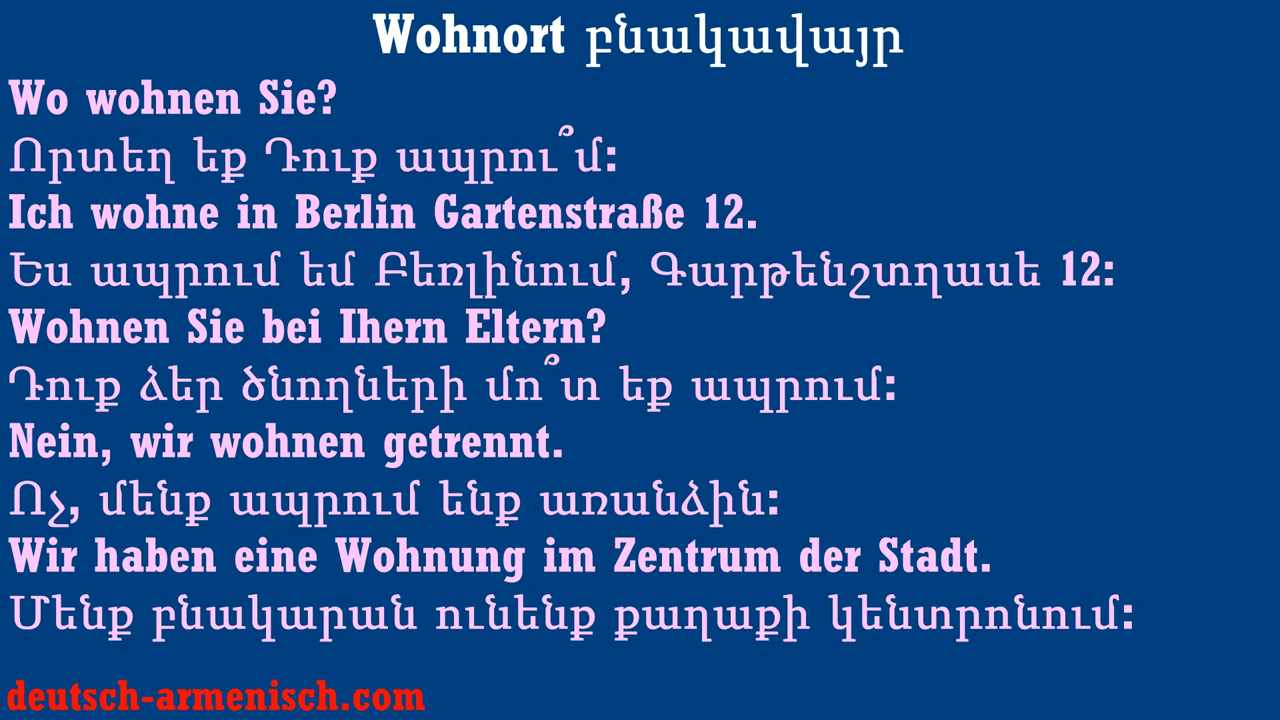 Wohnort բնակավայր
Wo wohnen Sie?
Որտեղ եք Դուք ապրու՞մ:
Ich wohne in Berlin Gartenstraße 12.
Ես ապրում եմ Բեռլինում, Գարթենշտղասե 12:
Wohnen Sie bei Ihern Eltern?
Դուք ձեր ծնողների մո՞տ եք ապրում:
Nein, wir wohnen getrennt.
Ոչ, մենք ապրում ենք առանձին:
Wir haben eine Wohnung im Zentrum der Stadt.
Մենք բնակարան ունենք քաղաքի կենտրոնում:
deutsch-armenisch.com